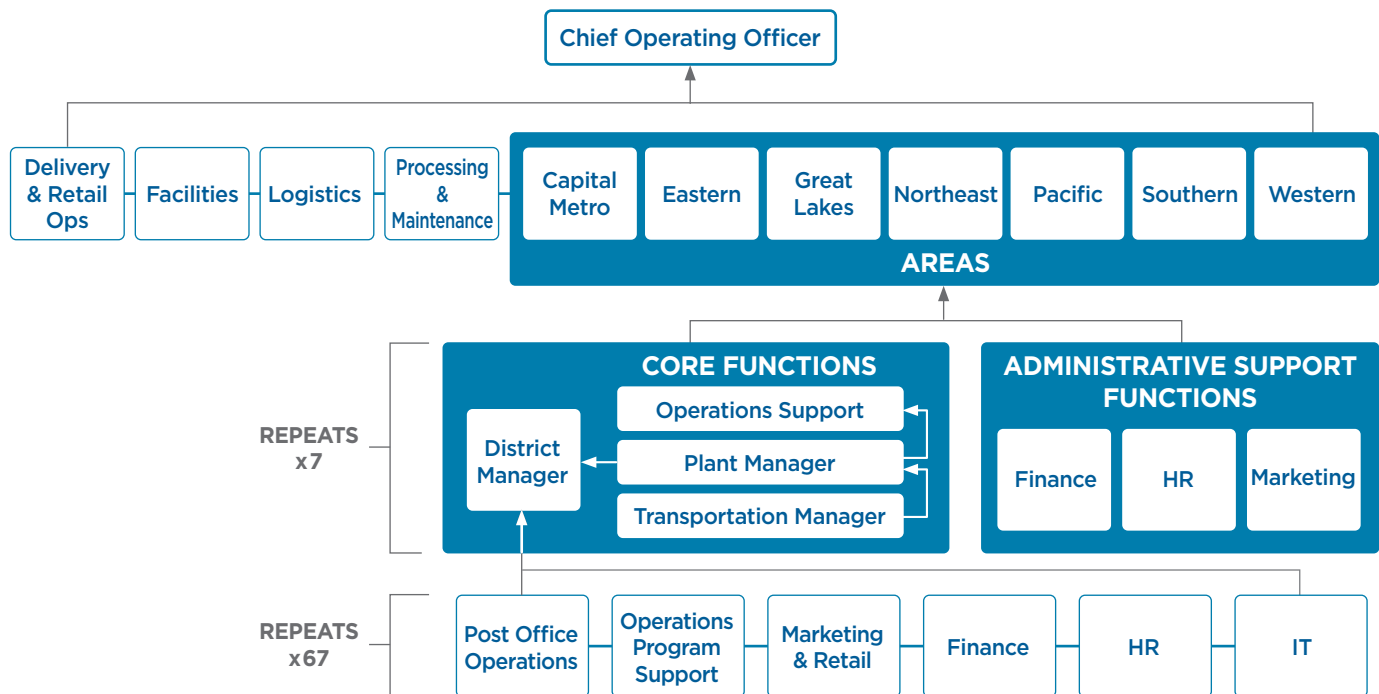 Chief Operating Officer
Delivery
& Retail
Ops
Facilities
Logistics
Processing
&
Maintenance
Capital
Metro
Eastern
Great
Lakes
Northeast
Pacific
Southern
Western
AREAS
REPEATS
x7
CORE FUNCTIONS
District
Manager
Operations Support
Plant Manager
Transportation Manager
ADMINISTRATIVE SUPPORT
FUNCTIONS
Finance
HR
Marketing
REPEATS
x67
Post Office
Operations
Operations
Program
Support
Marketing
& Retail
Finance
HR
IT